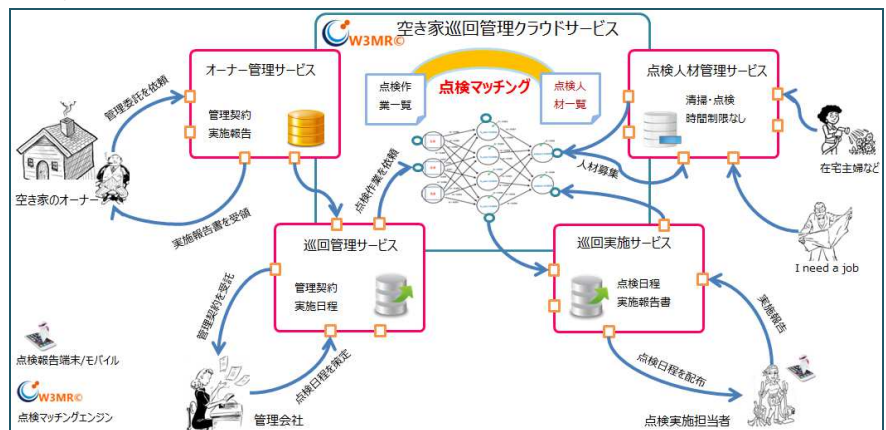 空き家巡回管理クラウドサービス
W3MR©
オーナー管理サービス
管理契約
実施報告
点検作
業一覧
点検マッチング
点検人
材一覧
点検人材管理サービス
清掃・点検
時間制限なし
管理委託を依頼
空き家のオーナー
実施報告書を受領
点検作業を依頼
人材募集
在宅主婦など
I need a job
巡回管理サービス
管理契約
実施日程
巡回実施サービス
点検日程
実施報告書
管理契約を受託
点検日程を策定
管理会社
実施報告
点検日程を配布
点検実施担当者
点検報告端末/モバイル
W3MR©
点検マッチングエンジン